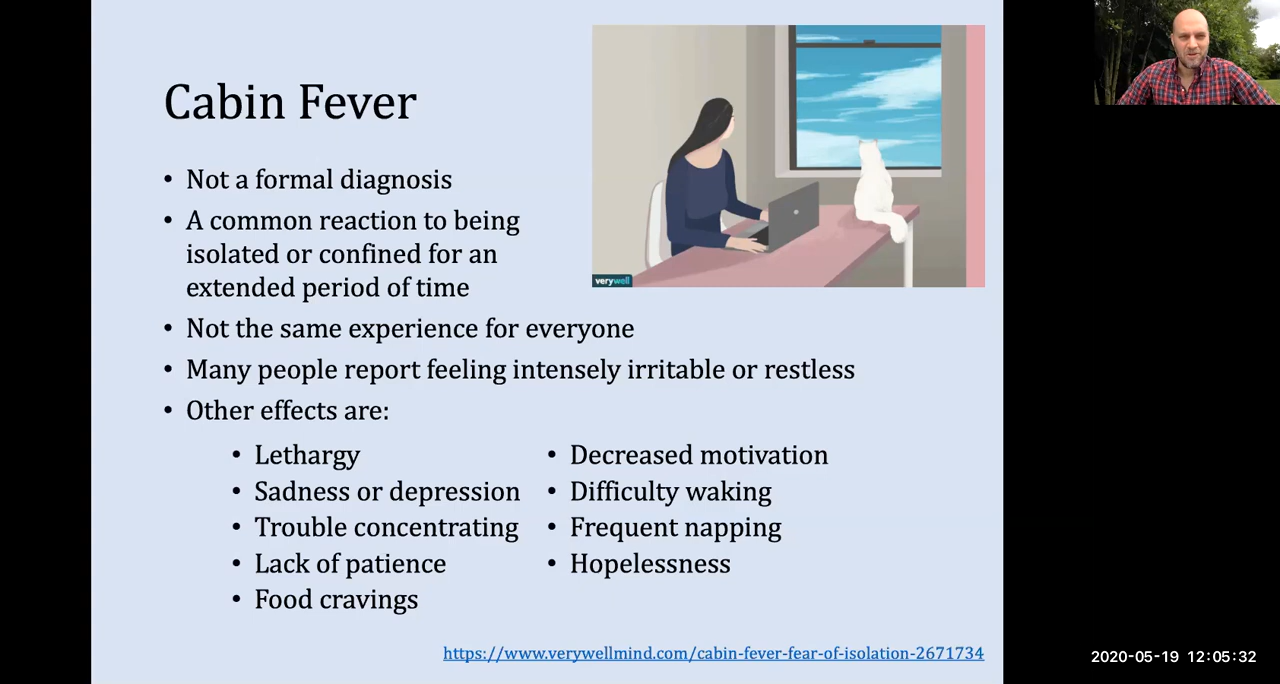 Cabin Fever
• Not a formal diagnosis
• A common reaction to being
isolated or confined for an
extended period of time
• Not the same experience for everyone
• Many people report feeling intensely irritable or restless
• Other effects are:
• Lethargy
• Sadness or depression
• Trouble concentrating
• Lack of patience
• Food cravings
• Decreased motivation
• Difficulty waking
• Frequent napping
• Hopelessness
verywell
https://www.verywellmind.com/cabin-fever-fear-of-isolation-2671734
2020-05-19 12:05:32